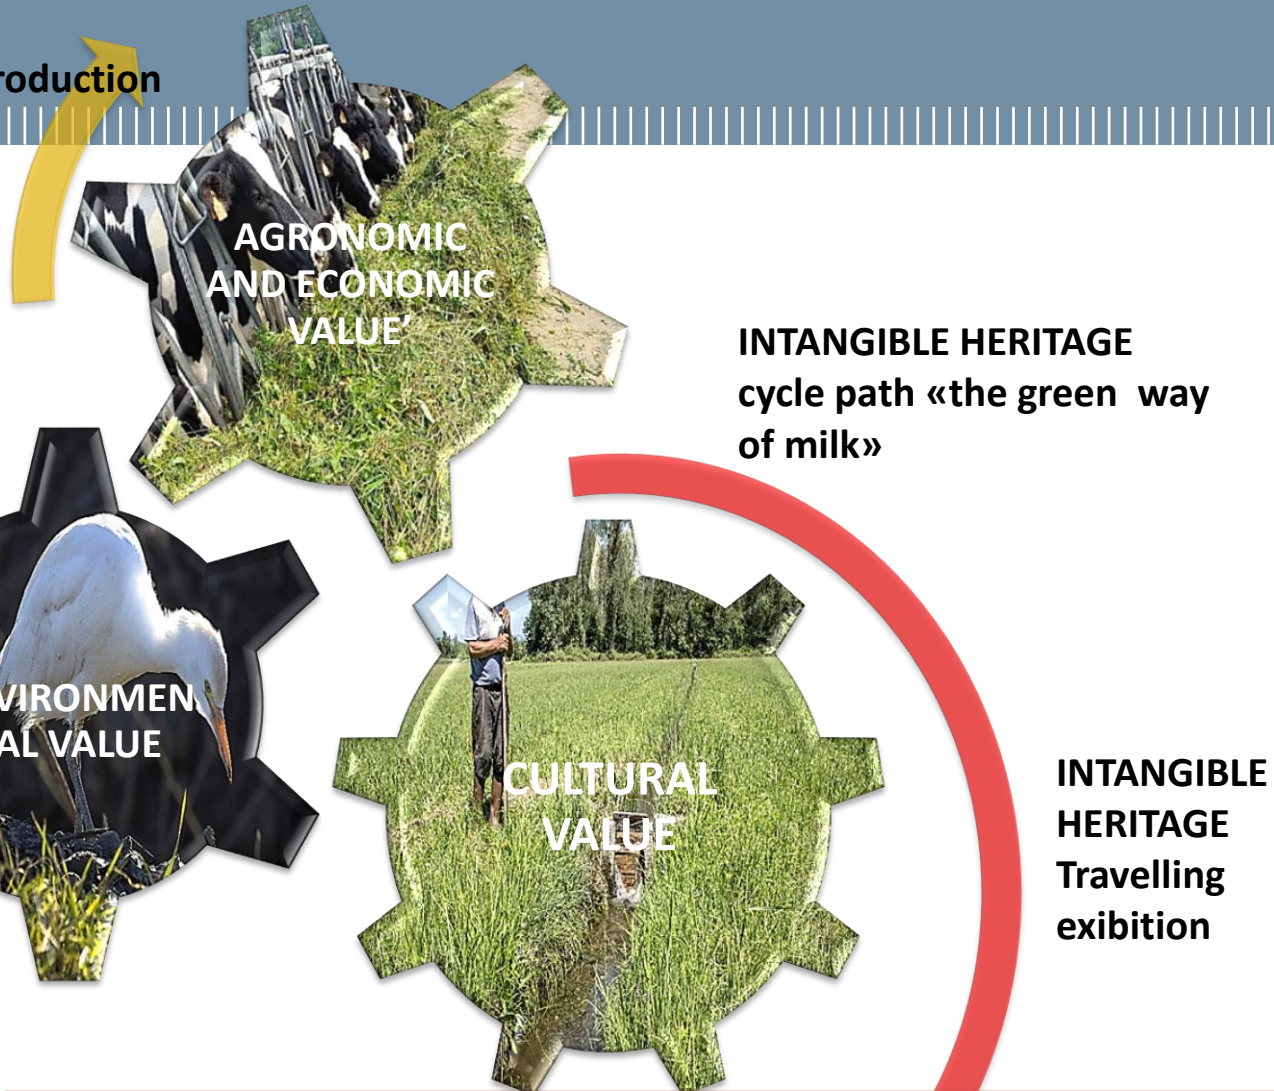 roduction
AGRONOMIC
AND ECONOMIC
VALUE'
INTANGIBLE HERITAGE
cycle path «the green way
of milk»
VIRONMEN
AL VALUE
CULTURAL
VALUE
INTANGIBLE
HERITAGE
Travelling
exibition